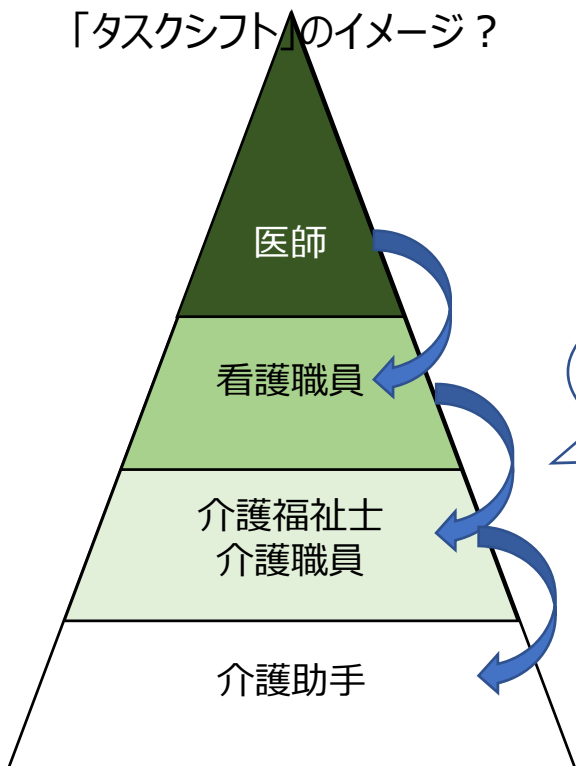 「タスクシフト」のイメージ？
医師
看護職員
介護福祉士
介護職員
介護助手